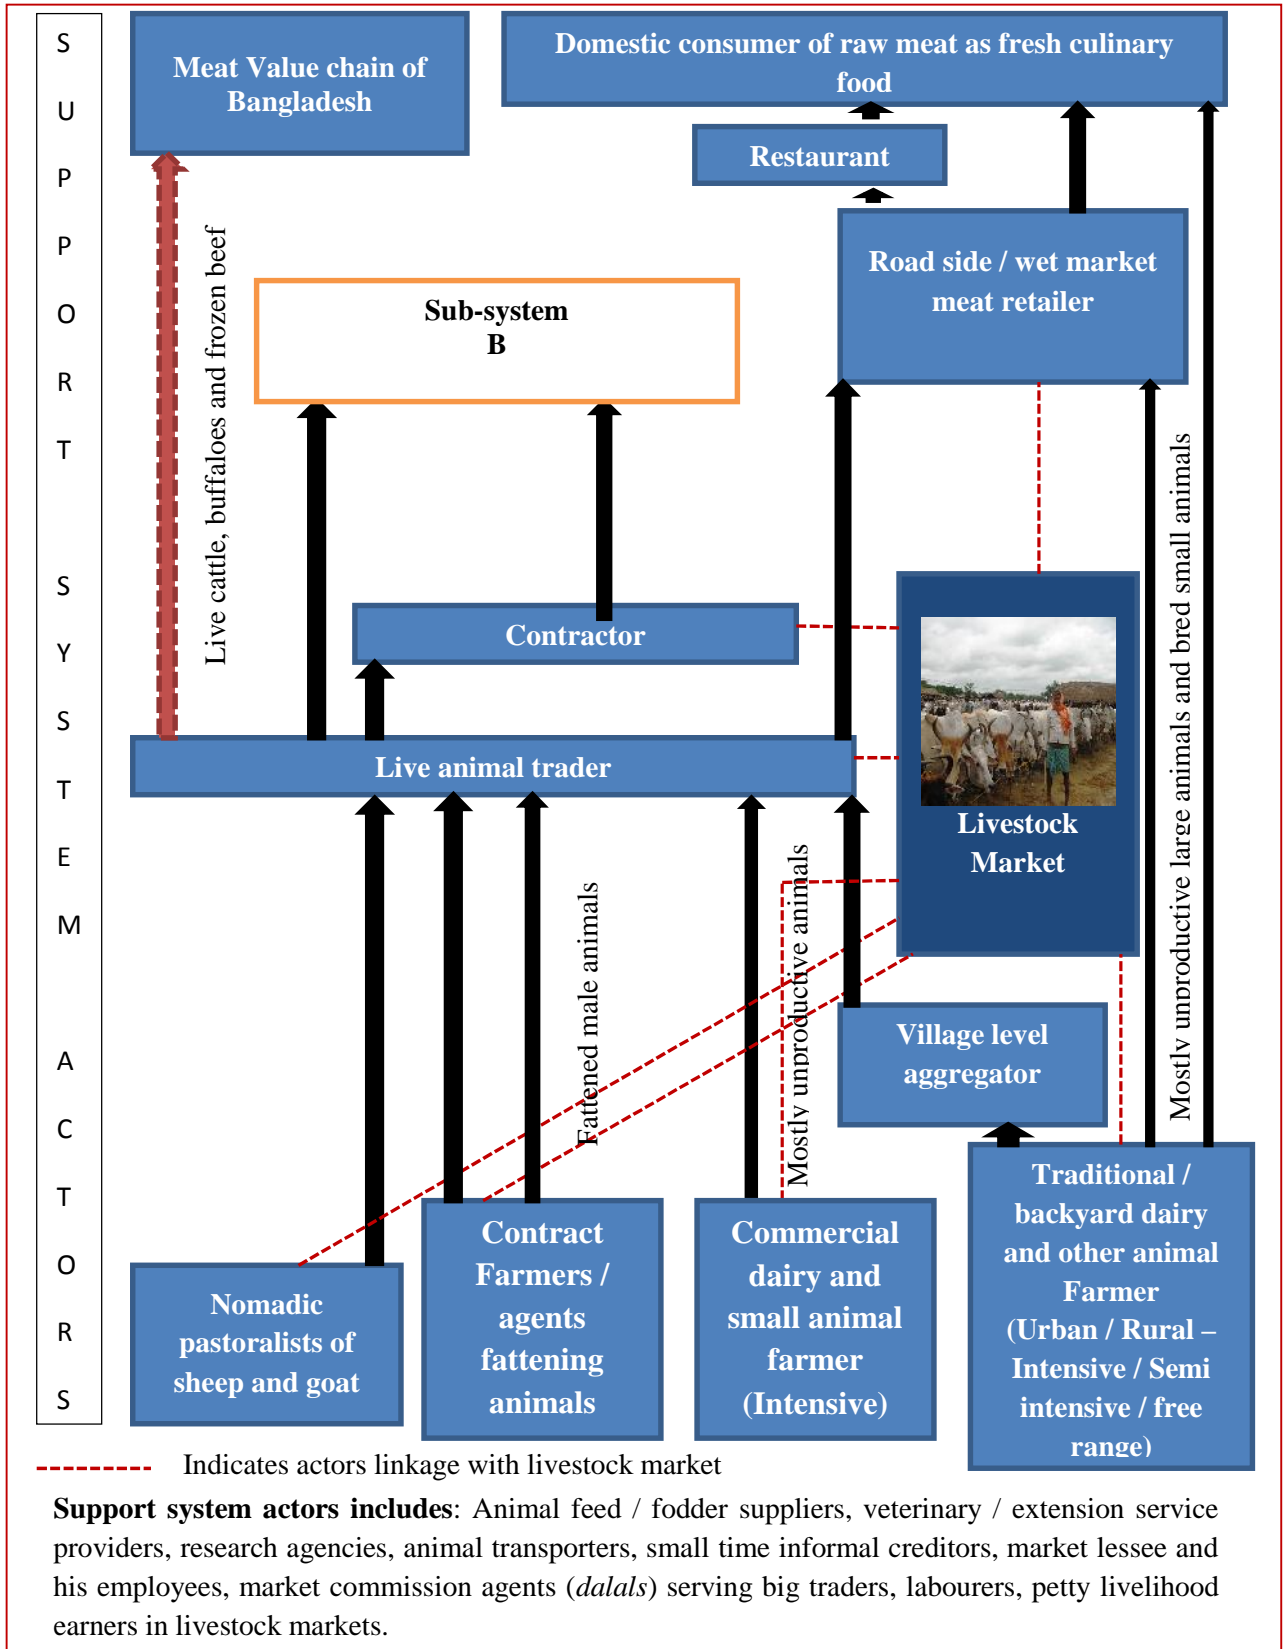 S
U
P
P
O
R
T
S
Y
S
T
E
M
A
C
T
O
R
S
Meat Value chain of
Bangladesh
Domestic consumer of raw meat as fresh culinary
food
Restaurant
Road side / wet market
meat retailer
Live cattle, buffaloes and frozen beef
Sub-system
B
Contractor
Live animal trader
Livestock
Market
Mostly unproductive large animals and bred small animals
Fattened male animals
Mostly unproductive animals
Village level
aggregator
Nomadic
pastoralists of
sheep and goat
Contract
Farmers /
agents
fattening
animals
Commercial
dairy and
small animal
farmer
(Intensive)
Traditional /
backyard dairy
and other animal
Farmer
(Urban / Rural –
Intensive / Semi
intensive / free
range)
Indicates actors linkage with livestock market
Support system actors includes: Animal feed / fodder suppliers, veterinary / extension service
providers, research agencies, animal transporters, small time informal creditors, market lessee and
his employees, market commission agents (dalals) serving big traders, labourers, petty livelihood
earners in livestock markets.